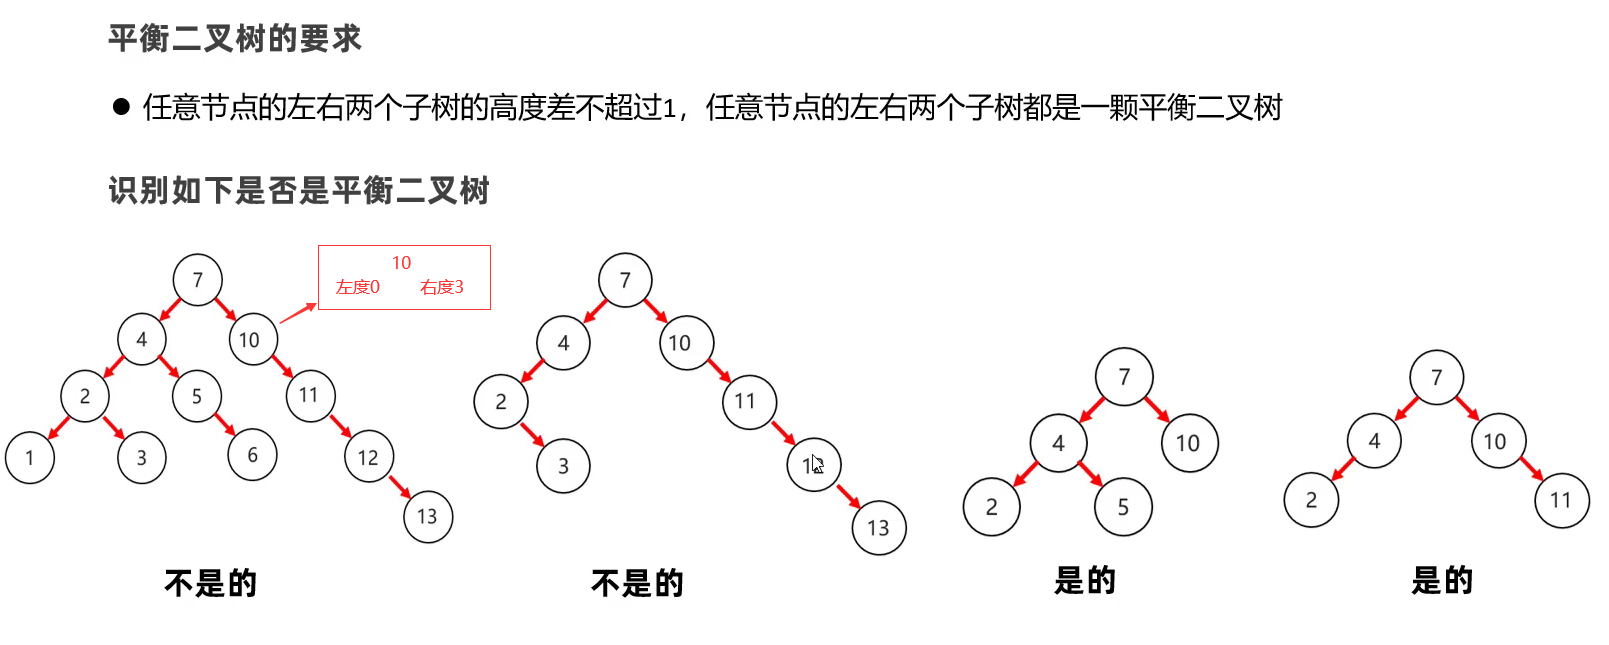 平衡二叉树的要求
● 任意节点的左右两个子树的高度差不超过1，任意节点的左右两个子树都是一颗平衡二叉树
识别如下是否是平衡二叉树
10
左度0 右度3
7
4 10
2 5 11
1 3 6 12
13
不是的
7
4 10
2 11
3
13
不是的
7
4 10
2 5
是的
7
4 10
2 11
是的